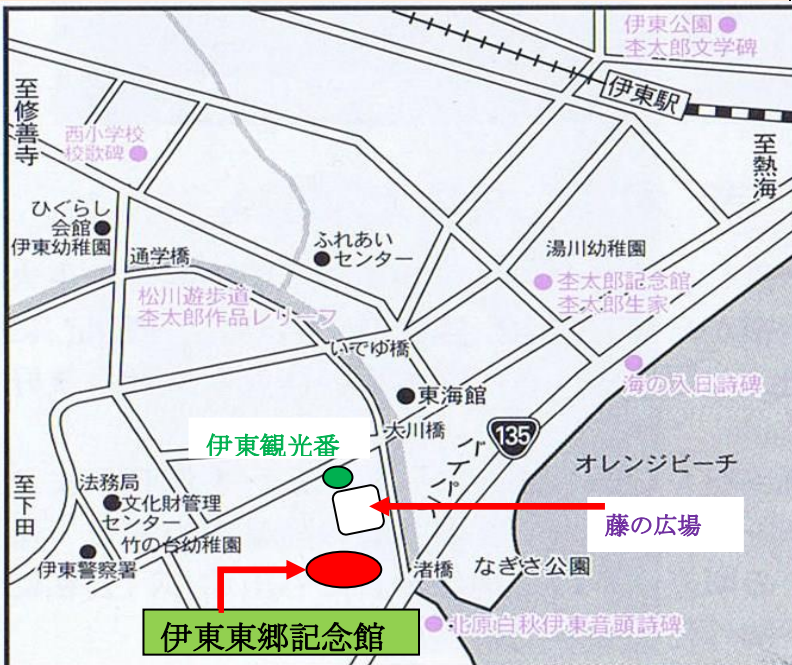 伊東公園
杢太郎文学碑
伊東駅
至修善寺
西小学校
校歌碑
至熱海
ひぐらし
会館
伊東幼稚園
通学橋
ふれあい
センター
湯川幼稚園
杢太郎記念館
杢太郎生家
松川遊歩道
杢太郎作品レリーフ
いでゆ橋
海の入日詩碑
東海館
大川橋
135
バイパス
伊東観光番
オレンジビーチ
至下田
法務局
文化財管理
センター
竹の台幼稚園
伊東警察署
藤の広場
渚橋
なぎさ公園
伊東東郷記念館
北原白秋伊東音頭詩碑